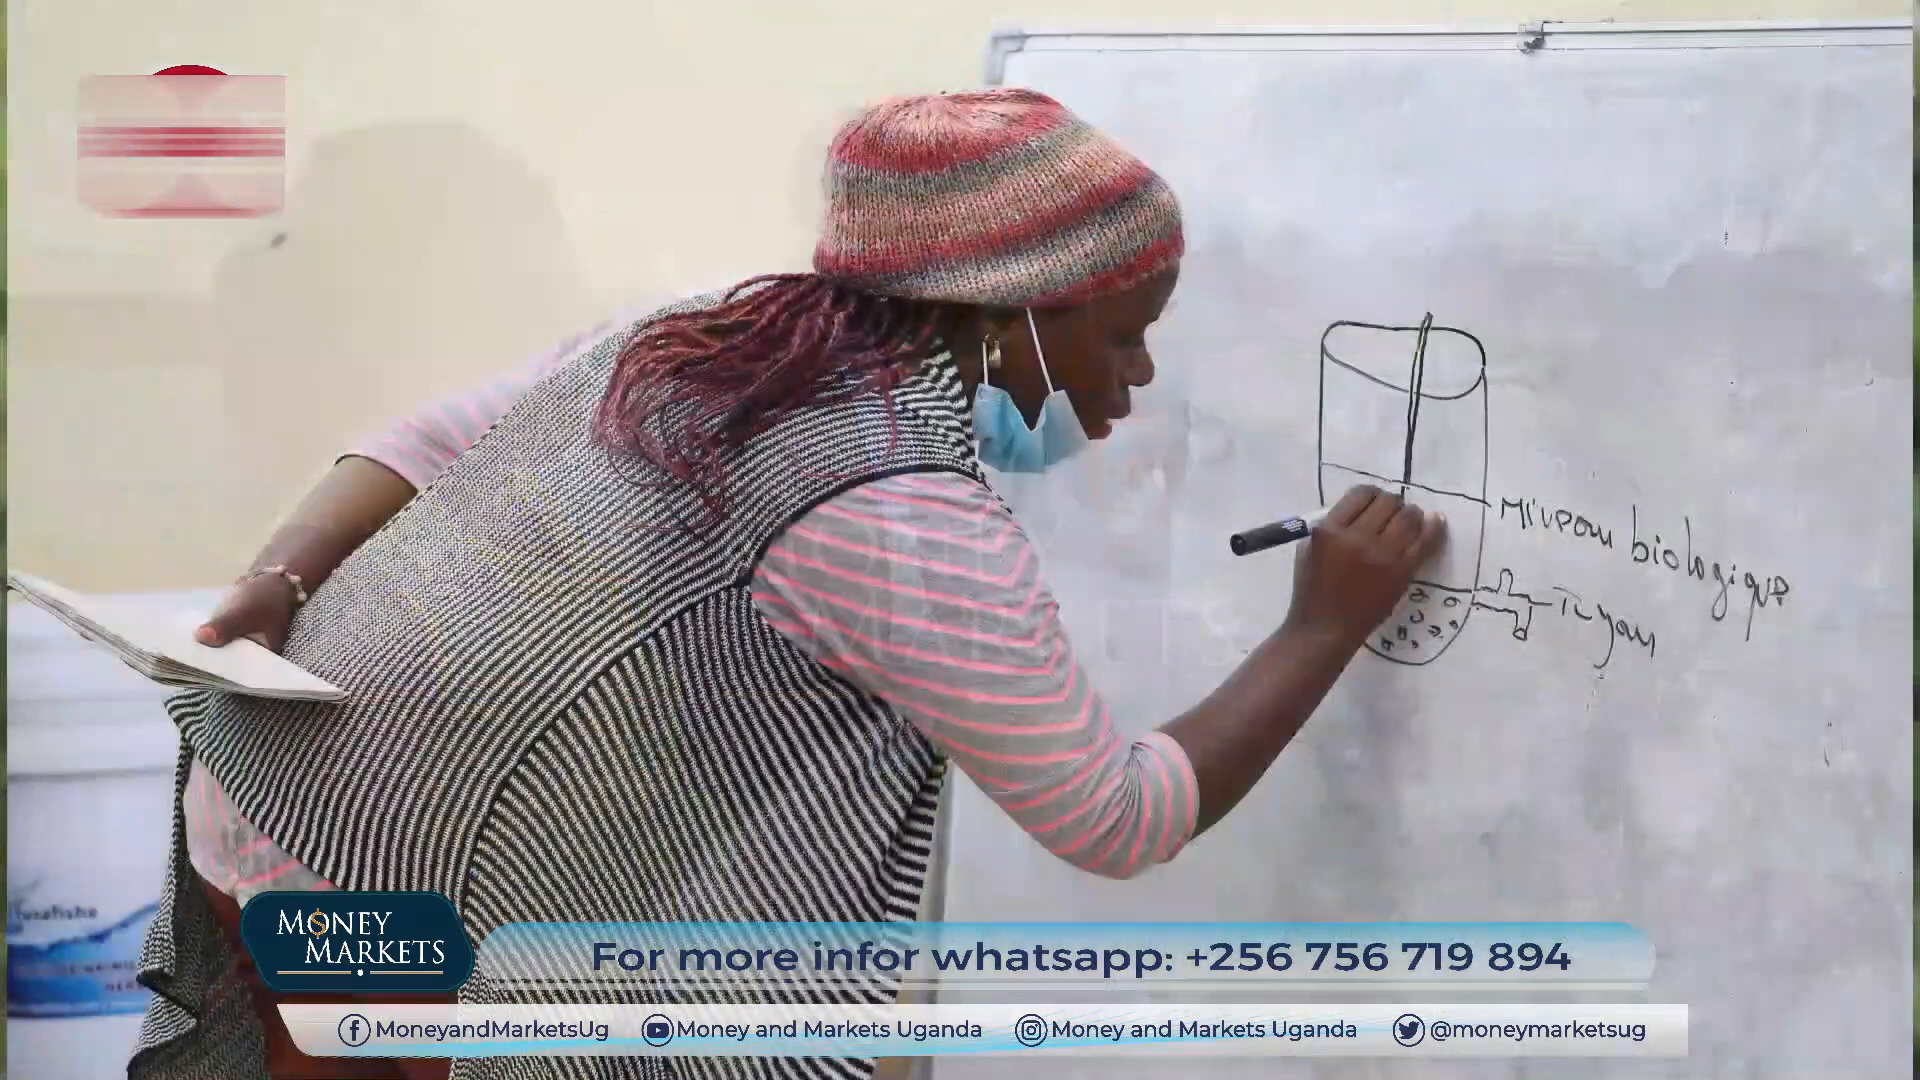 Miveau biologique
Tuyau
MONEY
MARKETS
For more infor whatsapp: +256 756 719 894
MoneyandMarketsUg
Money and Markets Uganda
Money and Markets Uganda
@moneymarketsug